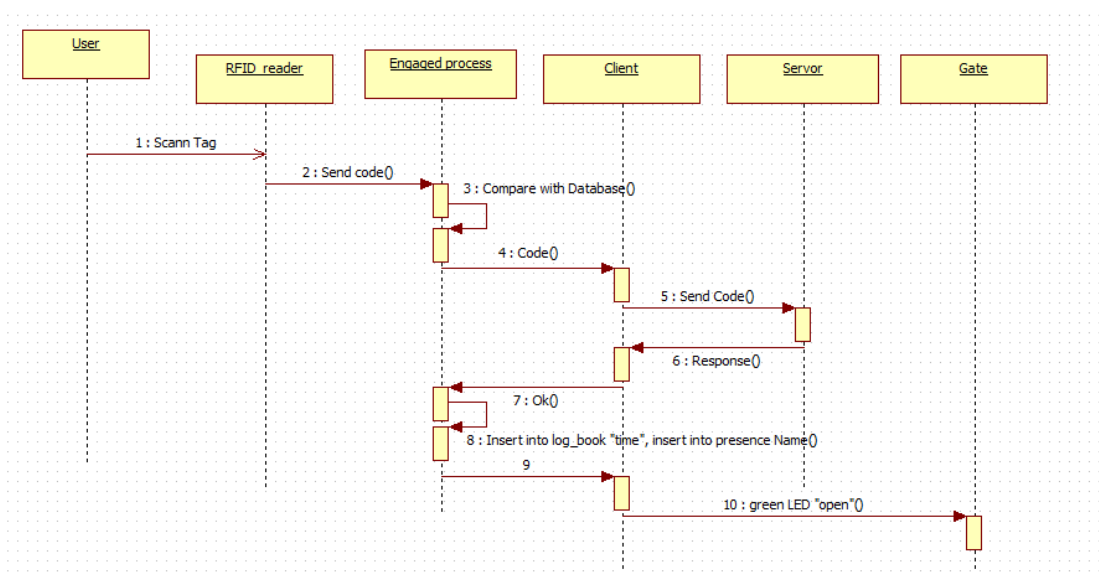 User
RFID_reader
Engaged process
Client
Servor
Gate
1 : Scann Tag
2 : Send code()
3 : Compare with Database()
4 : Code()
5 : Send Code()
6 : Response()
7 : Ok()
8 : Insert into log_book "time", insert into presence Name()
9
10 : green LED "open"()